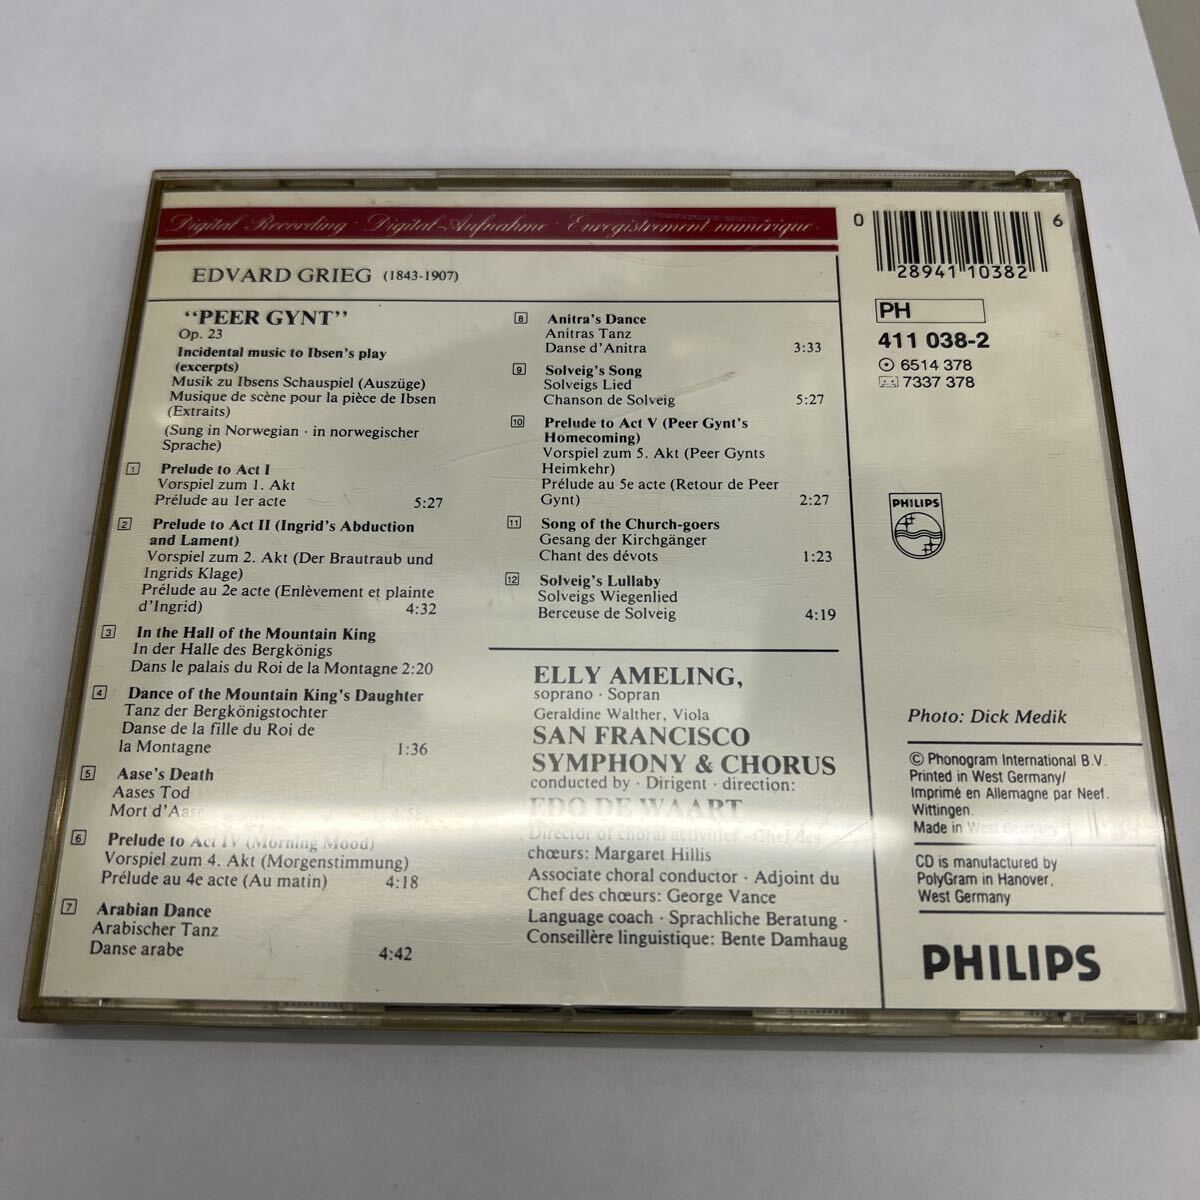 Digital Recording · Digital-Aufnahme · Enregistrement numérique
EDVARD GRIEG (1843-1907)
"PEER GYNT"
Op. 23
Incidental music to Ibsen's play
(excerpts)
Musik zu Ibsens Schauspiel (Auszüge)
Musique de scène pour la pièce de Ibsen
(Extraits)
(Sung in Norwegian · in norwegischer
Sprache)
1 Prelude to Act I
Vorspiel zum 1. Akt
Prélude au 1er acte 5:27
2 Prelude to Act II (Ingrid's Abduction
and Lament)
Vorspiel zum 2. Akt (Der Brautraub und
Ingrids Klage)
Prélude au 2e acte (Enlèvement et plainte
d'Ingrid) 4:32
3 In the Hall of the Mountain King
In der Halle des Bergkönigs
Dans le palais du Roi de la Montagne 2:20
4 Dance of the Mountain King's Daughter
Tanz der Bergkönigstochter
Danse de la fille du Roi de
la Montagne 1:36
5 Aase's Death
Aases Tod
Mort d'Aase 4:58
6 Prelude to Act IV (Morning Mood)
Vorspiel zum 4. Akt (Morgenstimmung)
Prélude au 4e acte (Au matin) 4:18
7 Arabian Dance
Arabischer Tanz
Danse arabe 4:42
8 Anitra's Dance
Anitras Tanz
Danse d'Anitra 3:33
9 Solveig's Song
Solveigs Lied
Chanson de Solveig 5:27
10 Prelude to Act V (Peer Gynt's
Homecoming)
Vorspiel zum 5. Akt (Peer Gynts
Heimkehr)
Prélude au 5e acte (Retour de Peer
Gynt) 2:27
11 Song of the Church-goers
Gesang der Kirchgänger
Chant des dévots 1:23
12 Solveig's Lullaby
Solveigs Wiegenlied
Berceuse de Solveig 4:19
ELLY AMELING,
soprano · Sopran
Geraldine Walther, Viola
SAN FRANCISCO
SYMPHONY & CHORUS
conducted by · Dirigent · direction:
EDO DE WAART
Director of choral activities · Chef des
chœurs: Margaret Hillis
Associate choral conductor · Adjoint du
Chef des chœurs: George Vance
Language coach · Sprachliche Beratung ·
Conseillère linguistique: Bente Damhaug
0 28941 10382 06
PH
411 038-2
6514 378
7337 378
PHILIPS
Photo: Dick Medik
© Phonogram International B.V.
Printed in West Germany/
Imprimé en Allemagne par Neef.
Wittingen.
Made in West Germany
CD is manufactured by
PolyGram in Hanover,
West Germany
PHILIPS